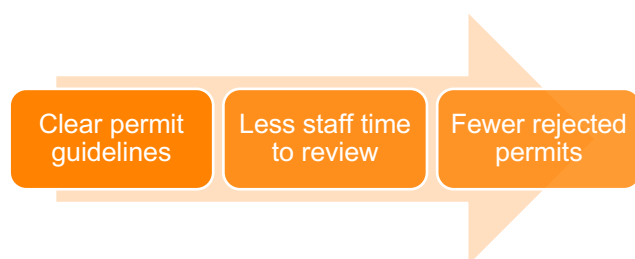 Clear permit
guidelines
Less staff time
to review
Fewer rejected
permits